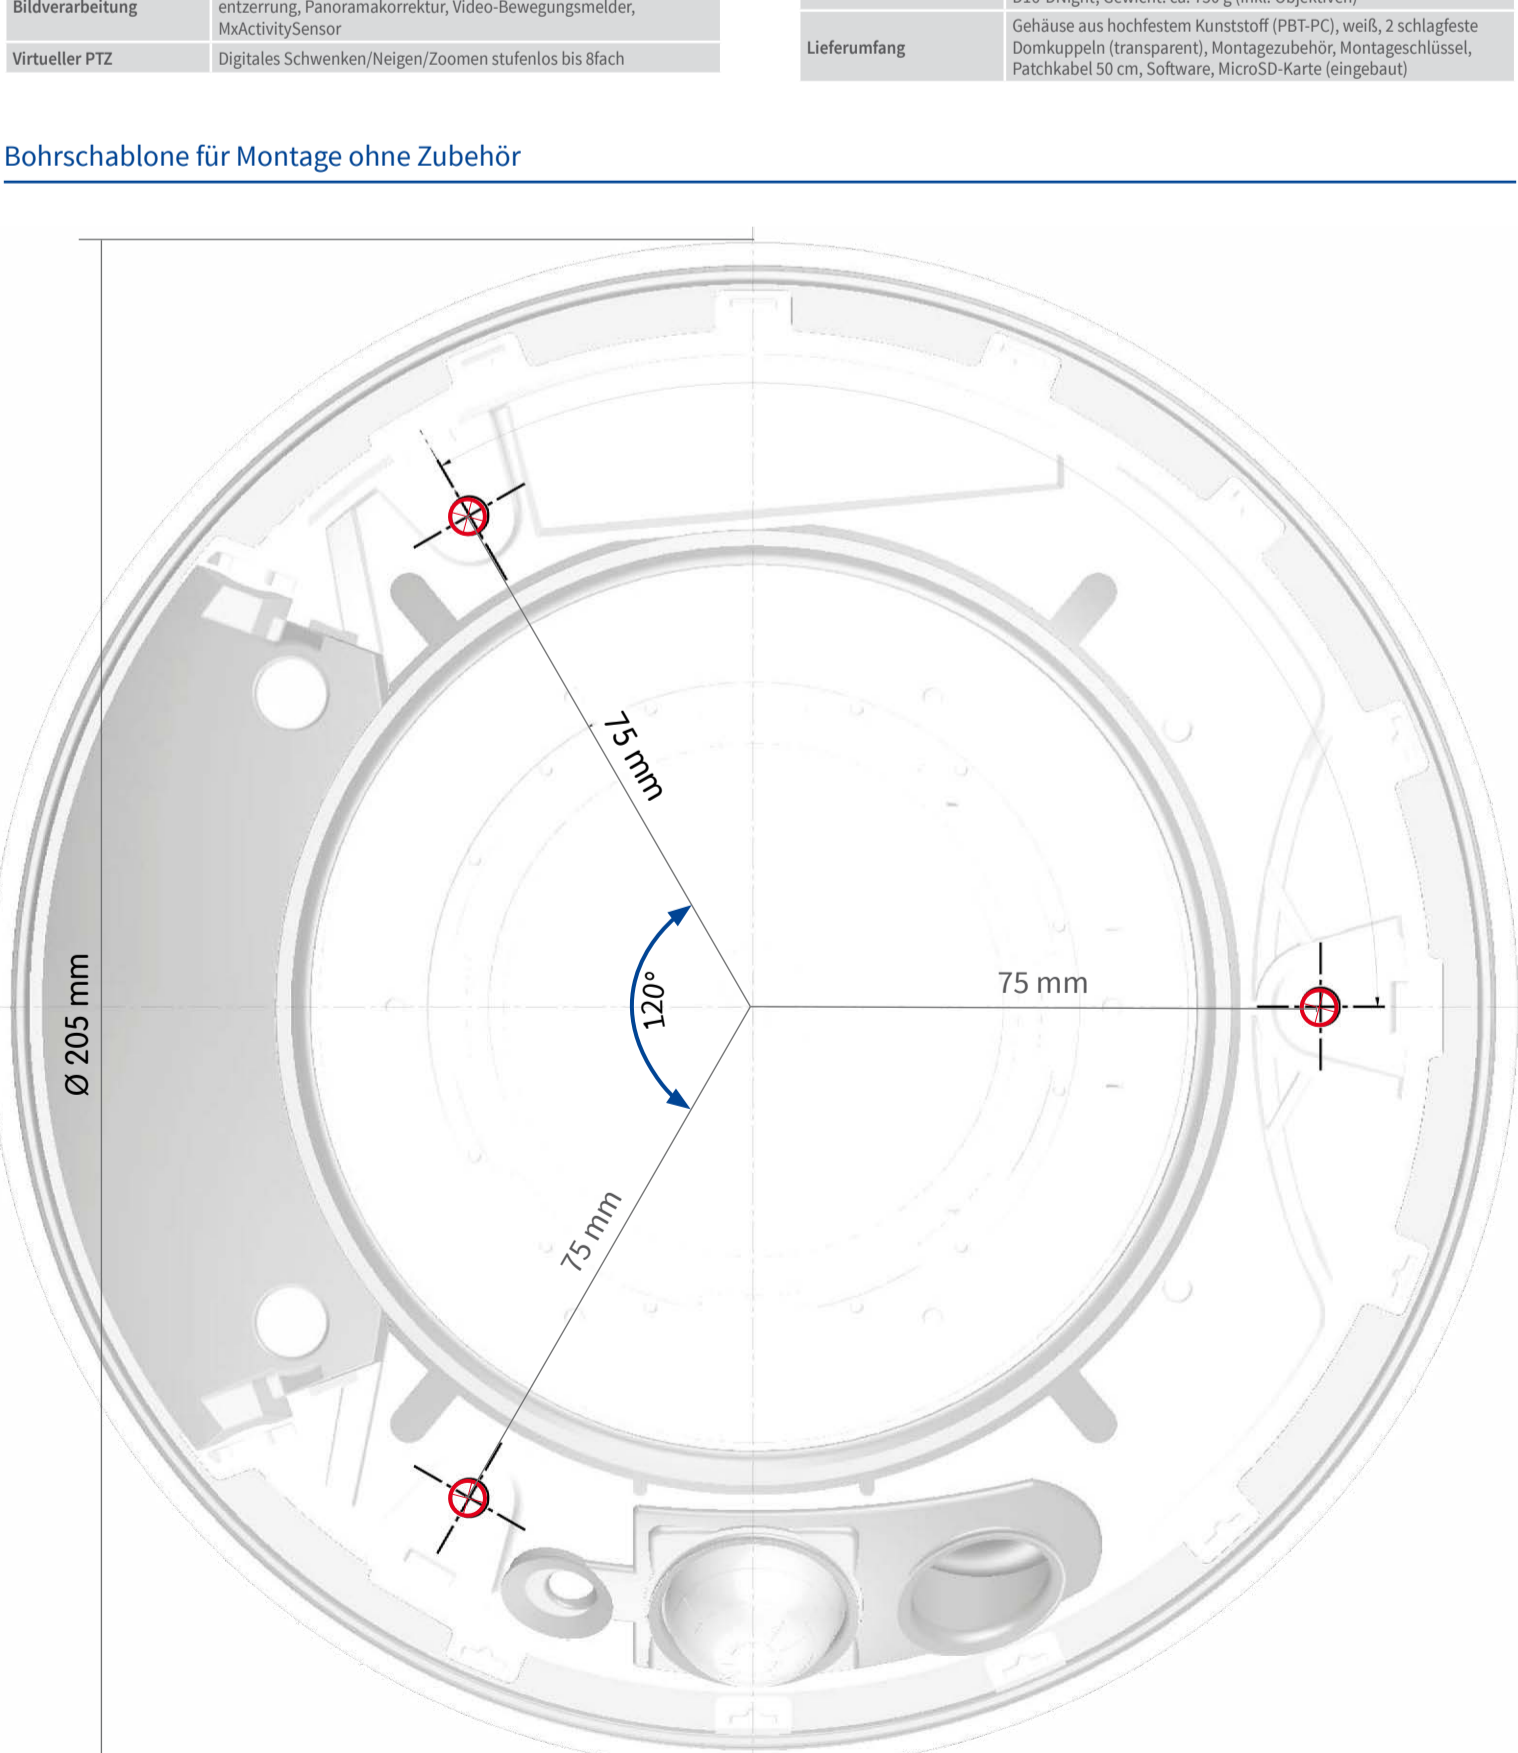 Bildverarbeitung
entzerrung, Panoramakorrektur, Video-Bewegungsmelder,
MxActivitySensor
Virtueller PTZ
Digitales Schwenken/Neigen/Zoomen stufenlos bis 8fach
Lieferumfang
Gehäuse aus hochfestem Kunststoff (PBT-PC), weiß, 2 schlagfeste
Domkuppeln (transparent), Montagezubehör, Montageschlüssel,
Patchkabel 50 cm, Software, MicroSD-Karte (eingebaut)
Bohrschablone für Montage ohne Zubehör
75 mm
Ø 205 mm
120°
75 mm
75 mm